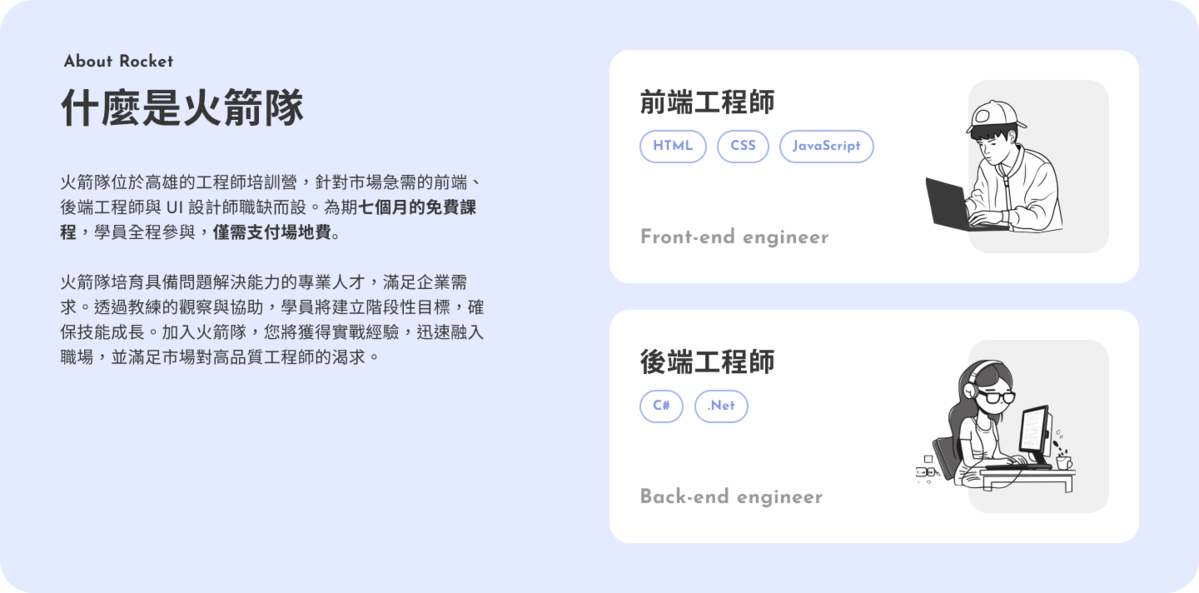 About Rocket
什麼是火箭隊
火箭隊位於高雄的工程師培訓營，針對市場急需的前端、
後端工程師與 UI 設計師職缺而設。為期七個月的免費課
程，學員全程參與，僅需支付場地費。
火箭隊培育具備問題解決能力的專業人才，滿足企業需
求。透過教練的觀察與協助，學員將建立階段性目標，確
保技能成長。加入火箭隊，您將獲得實戰經驗，迅速融入
職場，並滿足市場對高品質工程師的渴求。
前端工程師
HTML CSS JavaScript
Front-end engineer
後端工程師
C# .Net
Back-end engineer